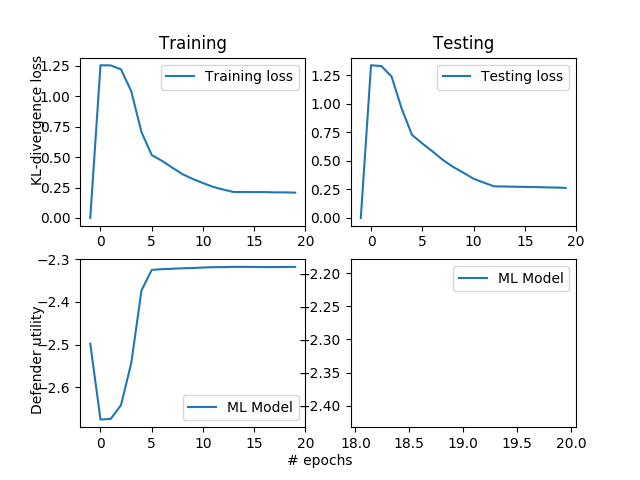 Training
Testing
KL-divergence loss
1.25
1.00
0.75
0.50
0.25
0.00
Training loss
0 5 10 15 20
1.25
1.00
0.75
0.50
0.25
0.00
Testing loss
0 5 10 15 20
Defender utility
−2.3
−2.4
−2.5
−2.6
ML Model
0 5 10 15 20
−2.20
−2.25
−2.30
−2.35
−2.40
ML Model
18.0 18.5 19.0 19.5 20.0
# epochs